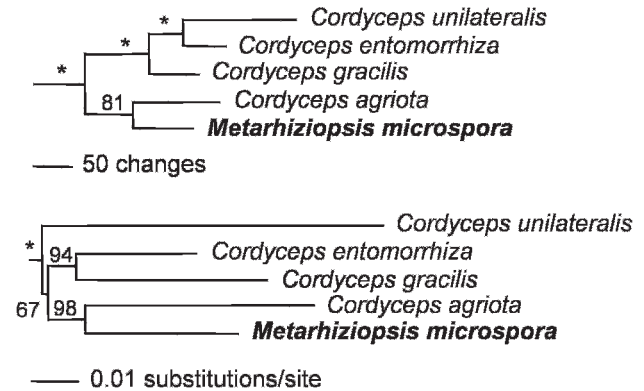 * Cordyceps unilateralis
* Cordyceps entomorrhiza
* Cordyceps gracilis
81 Cordyceps agriota
Metarhiziopsis microspora
50 changes
Cordyceps unilateralis
* 94 Cordyceps entomorrhiza
Cordyceps gracilis
67 98 Cordyceps agriota
Metarhiziopsis microspora
0.01 substitutions/site